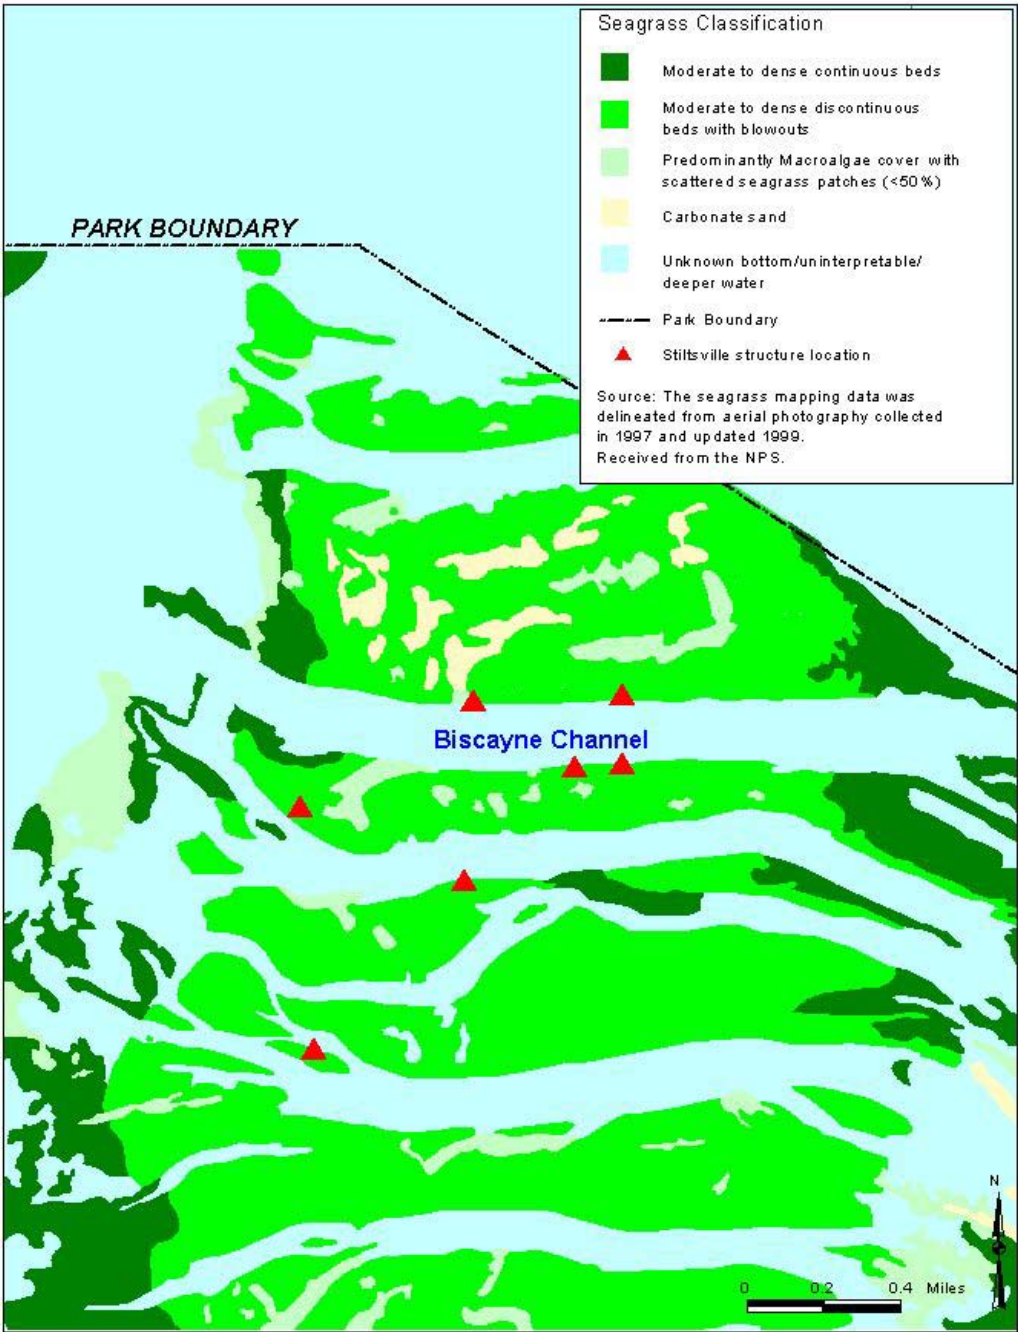 Seagrass Classification
Moderate to dense continuous beds
Moderate to dense discontinuous
beds with blowouts
Predominantly Macroalgae cover with
scattered seagrass patches (<50%)
Carbonate sand
Unknown bottom/uninterpretable/
deeper water
Park Boundary
Stiltsville structure location
Source: The seagrass mapping data was
delineated from aerial photography collected
in 1997 and updated 1999.
Received from the NPS.
PARK BOUNDARY
Biscayne Channel
N
0 0.2 0.4 Miles